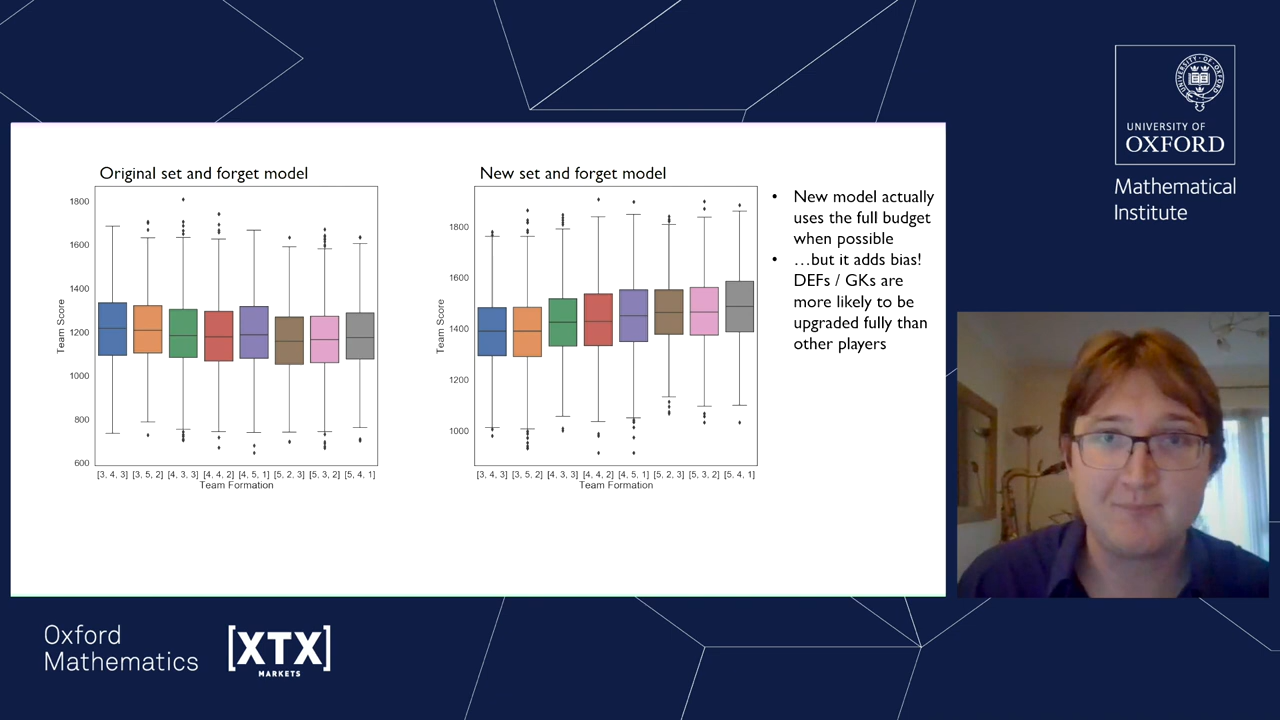 UNIVERSITY OF
OXFORD
Mathematical
Institute
Original set and forget model
1800
1600
1400
1200
1000
800
600
Team Score
[3, 4, 3] [3, 5, 2] [4, 3, 3] [4, 4, 2] [4, 5, 1] [5, 2, 3] [5, 3, 2] [5, 4, 1]
Team Formation
New set and forget model
1800
1600
1400
1200
1000
Team Score
[3, 4, 3] [3, 5, 2] [4, 3, 3] [4, 4, 2] [4, 5, 1] [5, 2, 3] [5, 3, 2] [5, 4, 1]
Team Formation
• New model actually
uses the full budget
when possible
• …but it adds bias!
DEFs / GKs are
more likely to be
upgraded fully than
other players
Oxford
Mathematics
[XTX]
MARKETS